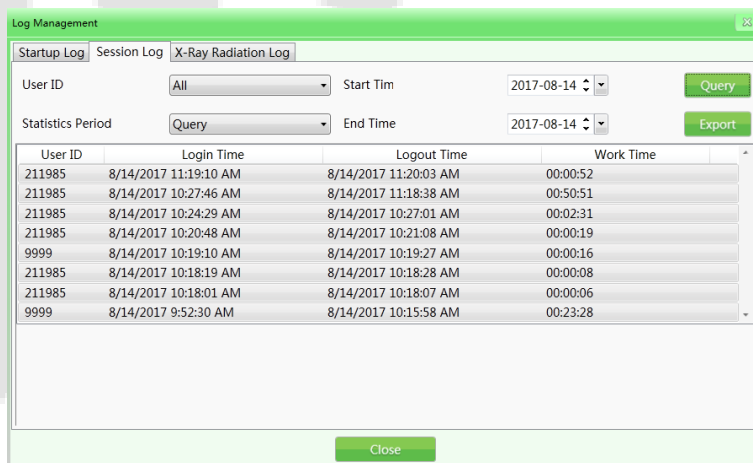 Log Management
Startup Log Session Log X-Ray Radiation Log
User ID All Start Tim 2017-08-14 Query
Statistics Period Query End Time 2017-08-14 Export
User ID Login Time Logout Time Work Time
211985 8/14/2017 11:19:10 AM 8/14/2017 11:20:03 AM 00:00:52
211985 8/14/2017 10:27:46 AM 8/14/2017 11:18:38 AM 00:50:51
211985 8/14/2017 10:24:29 AM 8/14/2017 10:27:01 AM 00:02:31
211985 8/14/2017 10:20:48 AM 8/14/2017 10:21:08 AM 00:00:19
9999 8/14/2017 10:19:10 AM 8/14/2017 10:19:27 AM 00:00:16
211985 8/14/2017 10:18:19 AM 8/14/2017 10:18:28 AM 00:00:08
211985 8/14/2017 10:18:01 AM 8/14/2017 10:18:07 AM 00:00:06
9999 8/14/2017 9:52:30 AM 8/14/2017 10:15:58 AM 00:23:28
Close